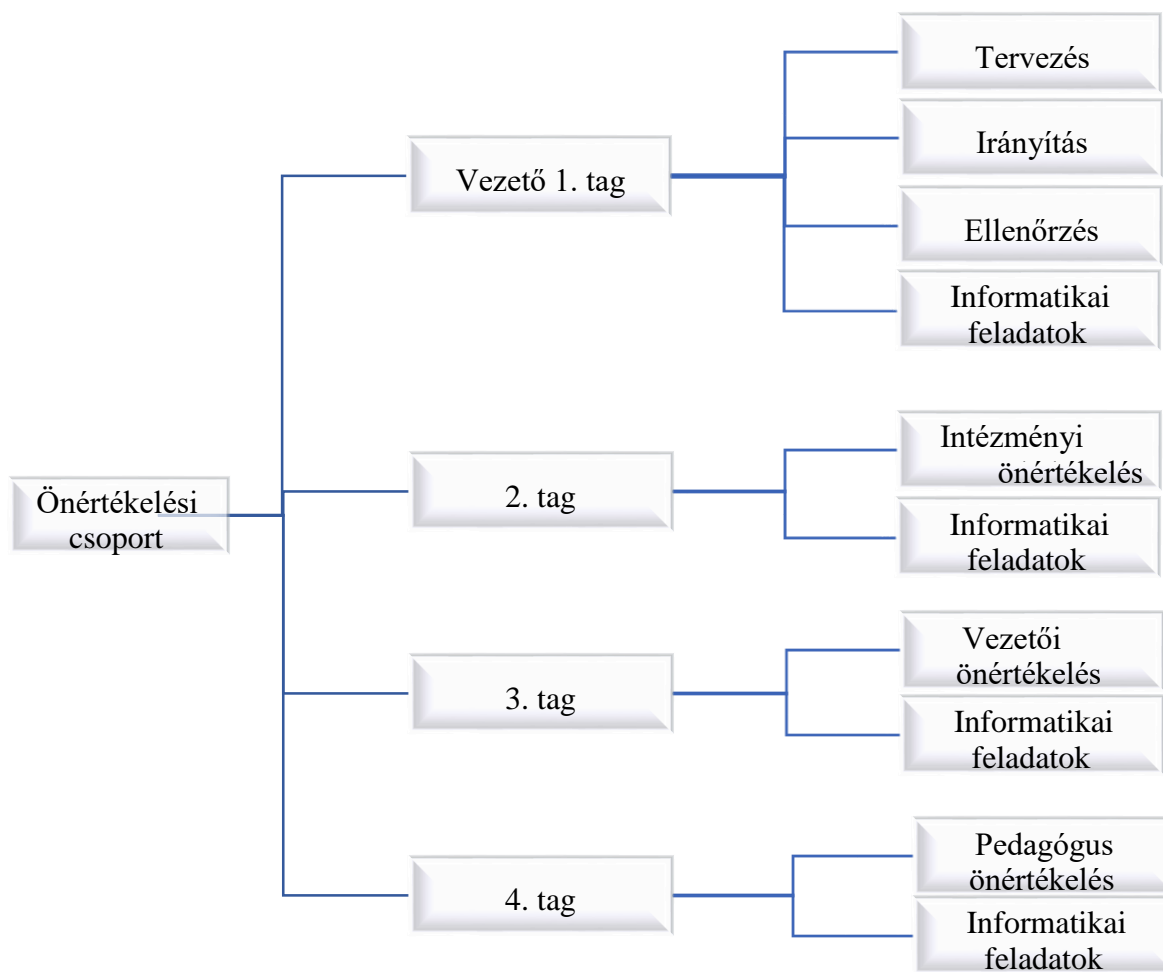 Önértékelési
csoport
Vezető 1. tag
Tervezés
Irányítás
Ellenőrzés
Informatikai
feladatok
2. tag
Intézményi
önértékelés
Informatikai
feladatok
3. tag
Vezetői
önértékelés
Informatikai
feladatok
4. tag
Pedagógus
önértékelés
Informatikai
feladatok